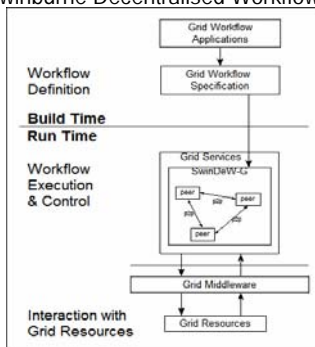 winburne Decentralised Workflow
Grid Workflow
Applications
Workflow
Definition
Grid Workflow
Specification
Build Time
Run Time
Workflow
Execution
& Control
Grid Services
SwinDeW-G
peer
p2p
peer
p2p
p2p
peer
Grid Middleware
Interaction with
Grid Resources
Grid Resources